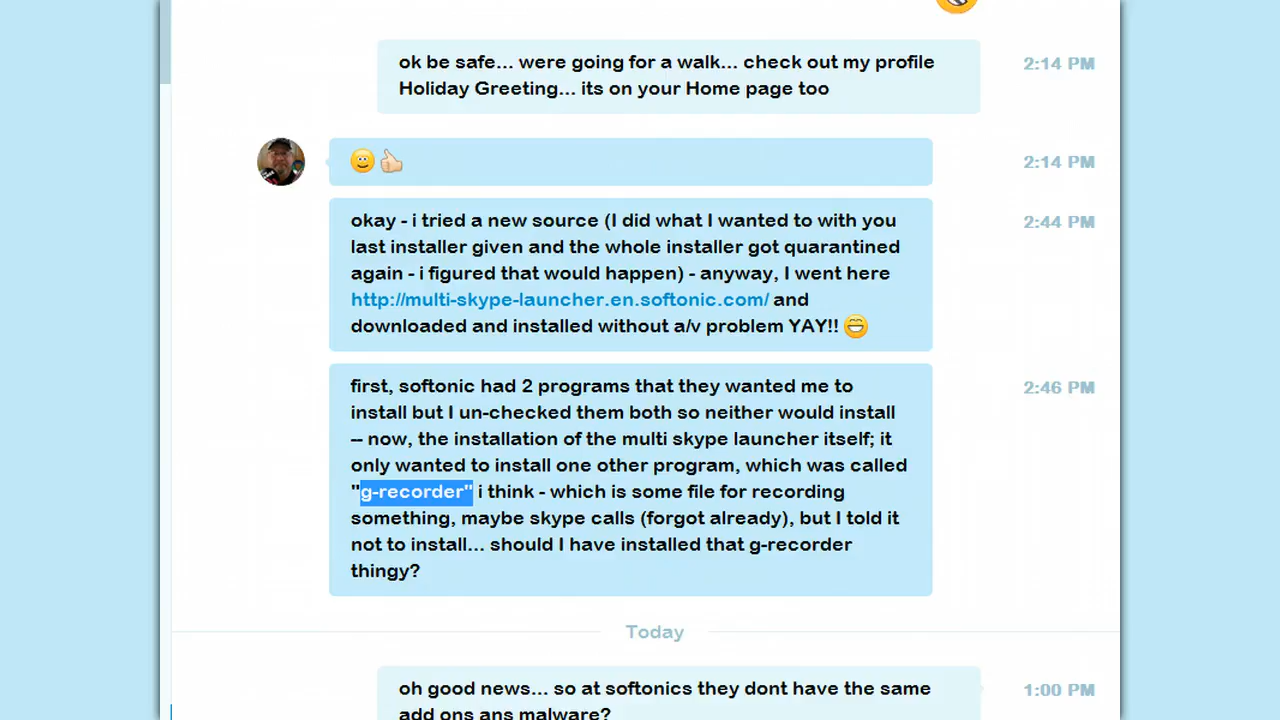 ok be safe... were going for a walk... check out my profile
Holiday Greeting... its on your Home page too
2:14 PM
2:14 PM
okay - i tried a new source (I did what I wanted to with you
last installer given and the whole installer got quarantined
again - i figured that would happen) - anyway, I went here
http://multi-skype-launcher.en.softonic.com/ and
downloaded and installed without a/v problem YAY!!
2:44 PM
first, softonic had 2 programs that they wanted me to
install but I un-checked them both so neither would install
-- now, the installation of the multi skype launcher itself; it
only wanted to install one other program, which was called
"g-recorder" i think - which is some file for recording
something, maybe skype calls (forgot already), but I told it
not to install... should I have installed that g-recorder
thingy?
2:46 PM
Today
oh good news... so at softonics they dont have the same
add ons ans malware?
1:00 PM